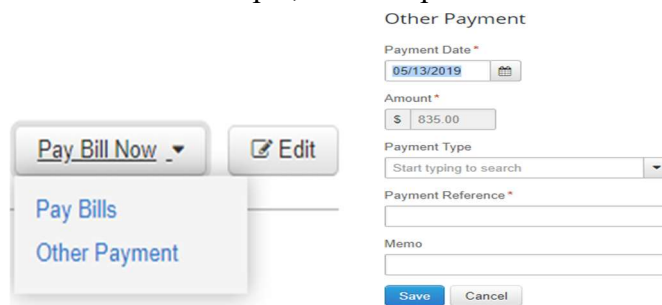 Pay Bill Now
Edit
Pay Bills
Other Payment
Other Payment
Payment Date*
05/13/2019
Amount*
$ 835.00
Payment Type
Start typing to search
Payment Reference*
Memo
Save Cancel